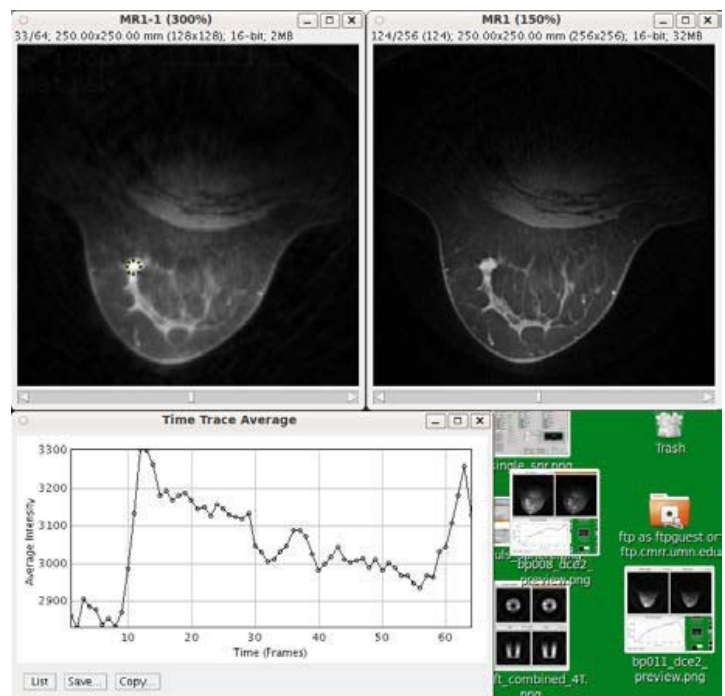 MR1-1 (300%)
33/64; 250.00x250.00 mm (128x128); 16-bit; 2MB
MR1 (150%)
124/256 (124); 250.00x250.00 mm (256x256); 16-bit; 32MB
Time Trace Average
3300
3200
3100
3000
2900
Average Intensity
10
20
30
40
50
60
Time (Frames)
List
Save...
Copy...
Trash
ftp as ftpguest or
ftp.cmrr.umn.edu
bp008_dce2_
preview.png
ft_combined_4T.
png
bp011_dce2_
preview.png